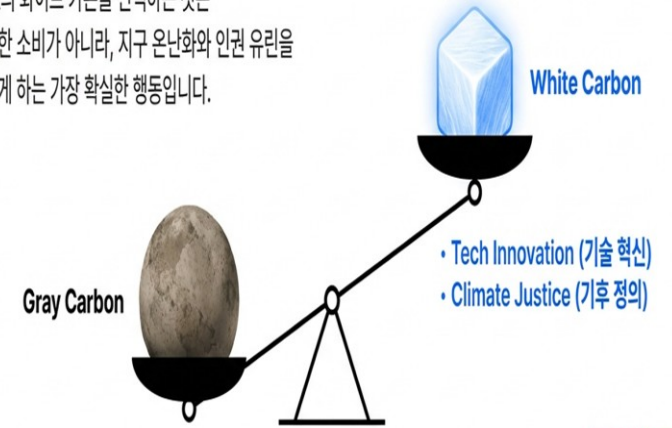 한 소비가 아니라, 지구 온난화와 인권 유린을
게 하는 가장 확실한 행동입니다.
White Carbon
• Tech Innovation (기술 혁신)
• Climate Justice (기후 정의)
Gray Carbon